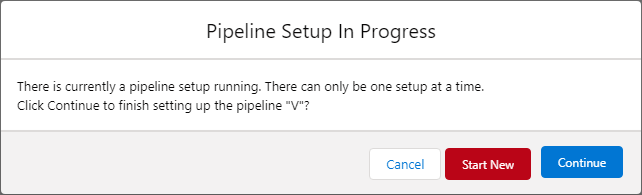 Pipeline Setup In Progress
There is currently a pipeline setup running. There can only be one setup at a time.
Click Continue to finish setting up the pipeline "V"?
Cancel
Start New
Continue